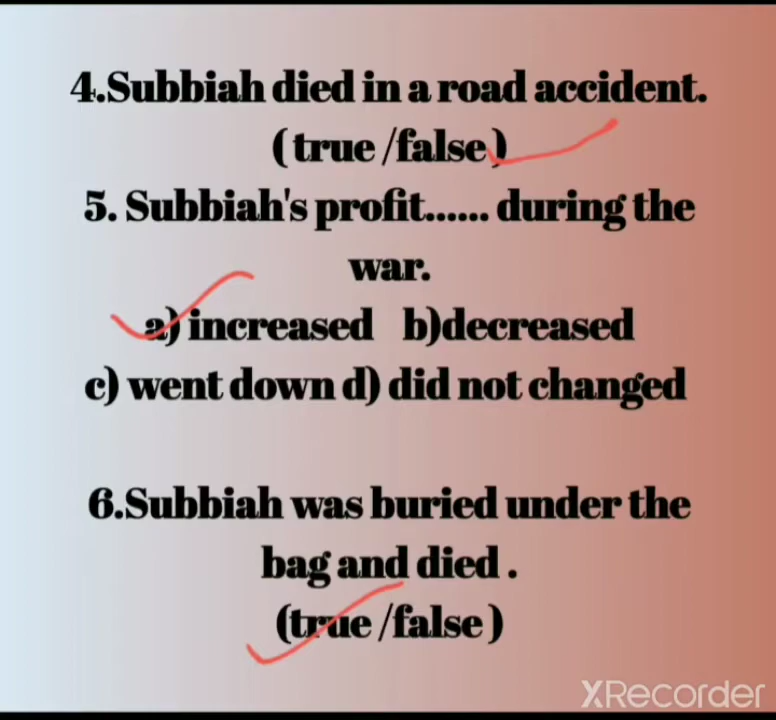 4.Subbiah died in a road accident.
(true /false)
5. Subbiah's profit...... during the
war.
a) increased b)decreased
c) went down d) did not changed
6.Subbiah was buried under the
bag and died .
(true /false)
XRecorder